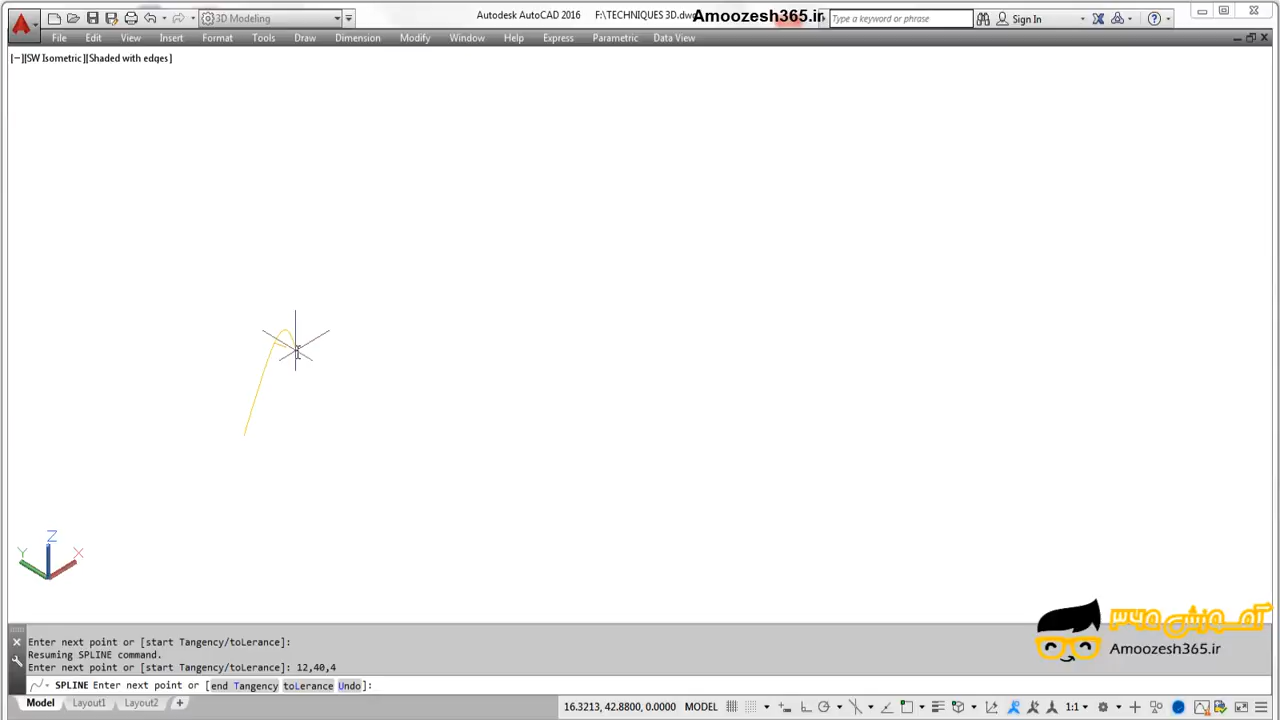 3D Modeling
Autodesk AutoCAD 2016 F:\TECHNIQUES 3D.dw
Amoozesh365.ir
Type a keyword or phrase
Sign In
File Edit View Insert Format Tools Draw Dimension Modify Window Help Express Parametric Data View
[−][SW Isometric][Shaded with edges]
Z
Y X
Enter next point or [start Tangency/toLerance]:
Resuming SPLINE command.
Enter next point or [start Tangency/toLerance]: 12,40,4
SPLINE Enter next point or [end Tangency toLerance Undo]:
آموزش ۳۶۵
Amoozesh365.ir
Model Layout1 Layout2 +
16.3213, 42.8800, 0.0000 MODEL 1:1